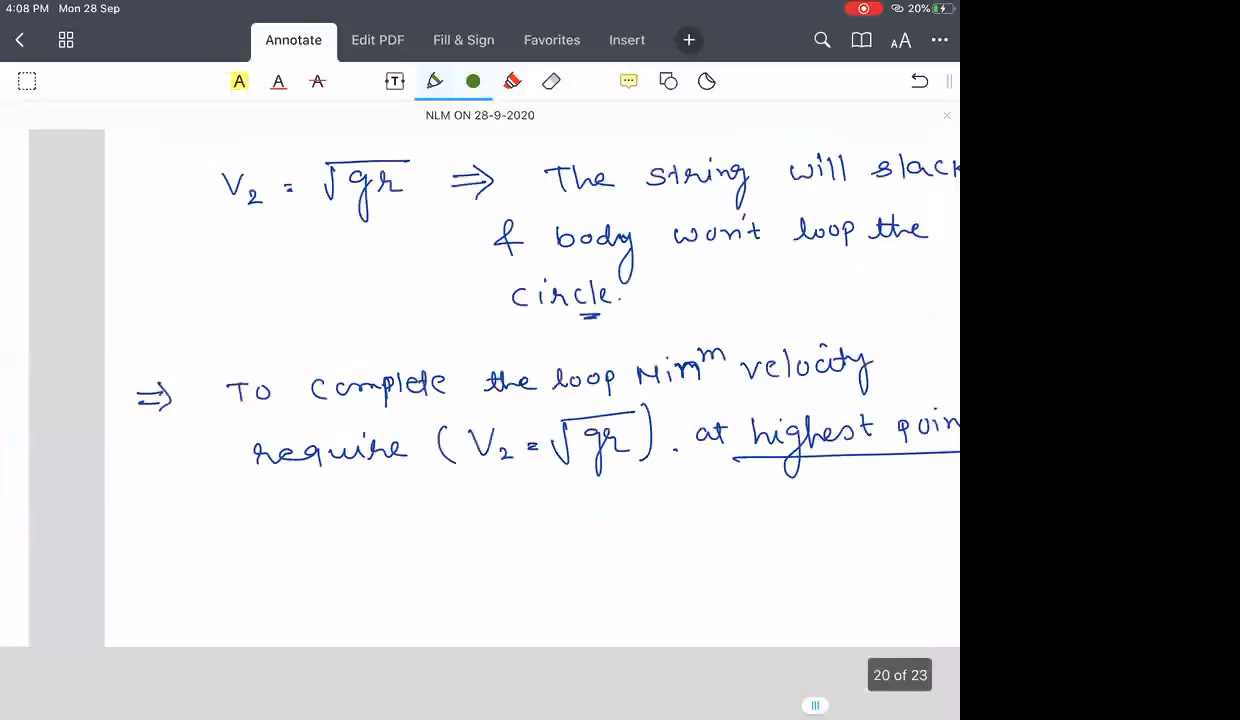 4:08 PM Mon 28 Sep
20%
Annotate Edit PDF Fill & Sign Favorites Insert
NLM ON 28-9-2020
V₂ = √gr ⇒ The string will slack
& body won't loop the
circle.
⇒ To complete the loop Minᵐ velocity
require (V₂ = √gr). at highest poin
20 of 23